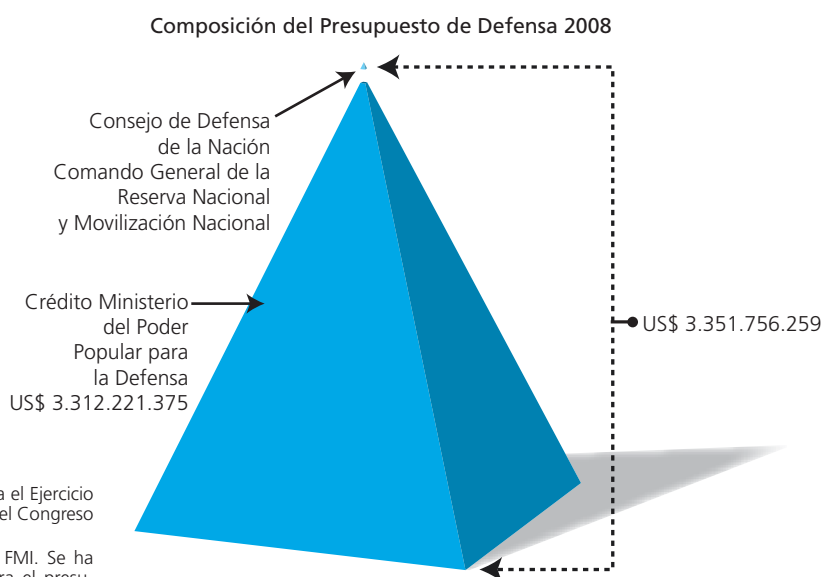 Composición del Presupuesto de Defensa 2008
Consejo de Defensa
de la Nación
Comando General de la
Reserva Nacional
y Movilización Nacional
Crédito Ministerio
del Poder
Popular para
la Defensa
US$ 3.312.221.375
US$ 3.351.756.259
el Ejercicio
el Congreso
FMI. Se ha
el presu-